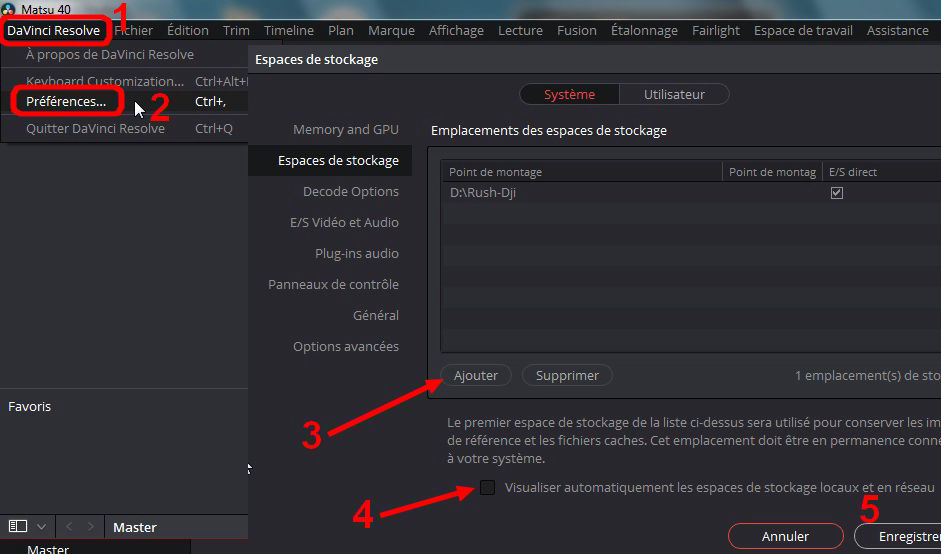 Matsu 40
1
DaVinci Resolve Fichier Édition Trim Timeline Plan Marque Affichage Lecture Fusion Étalonnage Fairlight Espace de travail Assistance
À propos de DaVinci Resolve
Keyboard Customization... Ctrl+Alt+
Préférences... Ctrl+,
2
Quitter DaVinci Resolve Ctrl+Q
Espaces de stockage
Système Utilisateur
Memory and GPU
Espaces de stockage
Decode Options
E/S Vidéo et Audio
Plug-ins audio
Panneaux de contrôle
Général
Options avancées
Emplacements des espaces de stockage
Point de montage Point de montag E/S direct
D:\Rush-Dji
Ajouter Supprimer 1 emplacement(s) de sto
3
Le premier espace de stockage de la liste ci-dessus sera utilisé pour conserver les im
de référence et les fichiers caches. Cet emplacement doit être en permanence conne
à votre système.
4
Visualiser automatiquement les espaces de stockage locaux et en réseau
5
Annuler Enregistrer
Favoris
Master
Master